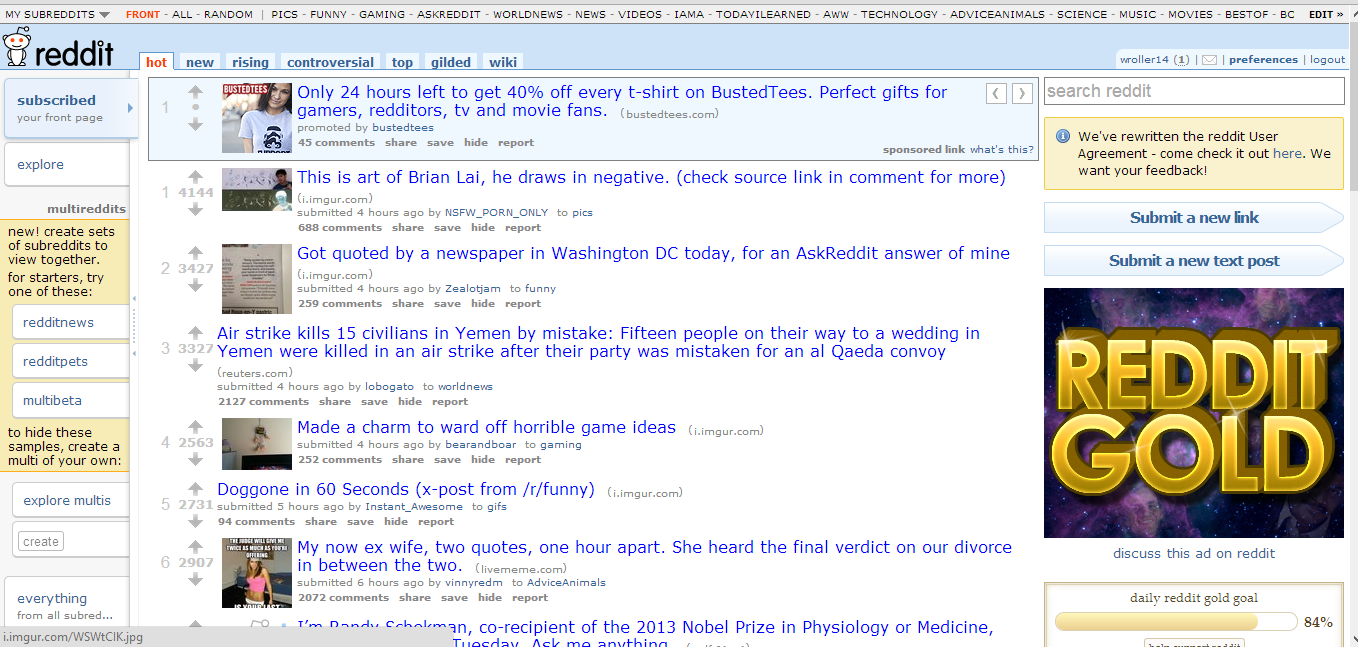 MY SUBREDDITS FRONT - ALL - RANDOM | PICS - FUNNY - GAMING - ASKREDDIT - WORLDNEWS - NEWS - VIDEOS - IAMA - TODAYILEARNED - AWW - TECHNOLOGY - ADVICEANIMALS - SCIENCE - MUSIC - MOVIES - BESTOF - BO EDIT »
reddit
hot new rising controversial top gilded wiki
wroller14 (1) | | preferences | logout
subscribed
your front page
explore
multireddits
new! create sets
of subreddits to
view together.
for starters, try
one of these:
redditnews
redditpets
multibeta
to hide these
samples, create a
multi of your own:
explore multis
create
everything
from all subred...
i.imgur.com/WSWtClK.jpg
1
BUSTEDTEES
Only 24 hours left to get 40% off every t-shirt on BustedTees. Perfect gifts for
gamers, redditors, tv and movie fans. (bustedtees.com)
promoted by bustedtees
45 comments share save hide report
sponsored link what's this?
1 4144
This is art of Brian Lai, he draws in negative. (check source link in comment for more)
(i.imgur.com)
submitted 4 hours ago by NSFW_PORN_ONLY to pics
688 comments share save hide report
2 3427
Got quoted by a newspaper in Washington DC today, for an AskReddit answer of mine
(i.imgur.com)
submitted 4 hours ago by Zealotjam to funny
259 comments share save hide report
3 3327
Air strike kills 15 civilians in Yemen by mistake: Fifteen people on their way to a wedding in
Yemen were killed in an air strike after their party was mistaken for an al Qaeda convoy
(reuters.com)
submitted 4 hours ago by lobogato to worldnews
2127 comments share save hide report
4 2563
Made a charm to ward off horrible game ideas (i.imgur.com)
submitted 4 hours ago by bearandboar to gaming
252 comments share save hide report
5 2731
Doggone in 60 Seconds (x-post from /r/funny) (i.imgur.com)
submitted 5 hours ago by Instant_Awesome to gifs
94 comments share save hide report
6 2907
THE JUDGE WILL GIVE
TWICE AS MUCH AS YOU'RE
OFFERING
IS YOUR LAST
My now ex wife, two quotes, one hour apart. She heard the final verdict on our divorce
in between the two. (livememe.com)
submitted 6 hours ago by vinnyredm to AdviceAnimals
2072 comments share save hide report
I'm Randy Schekman, co-recipient of the 2013 Nobel Prize in Physiology or Medicine,
Tuesday. Ask me anything.
search reddit
We've rewritten the reddit User
Agreement - come check it out here. We
want your feedback!
Submit a new link
Submit a new text post
REDDIT
GOLD
discuss this ad on reddit
daily reddit gold goal
84%
help support reddit